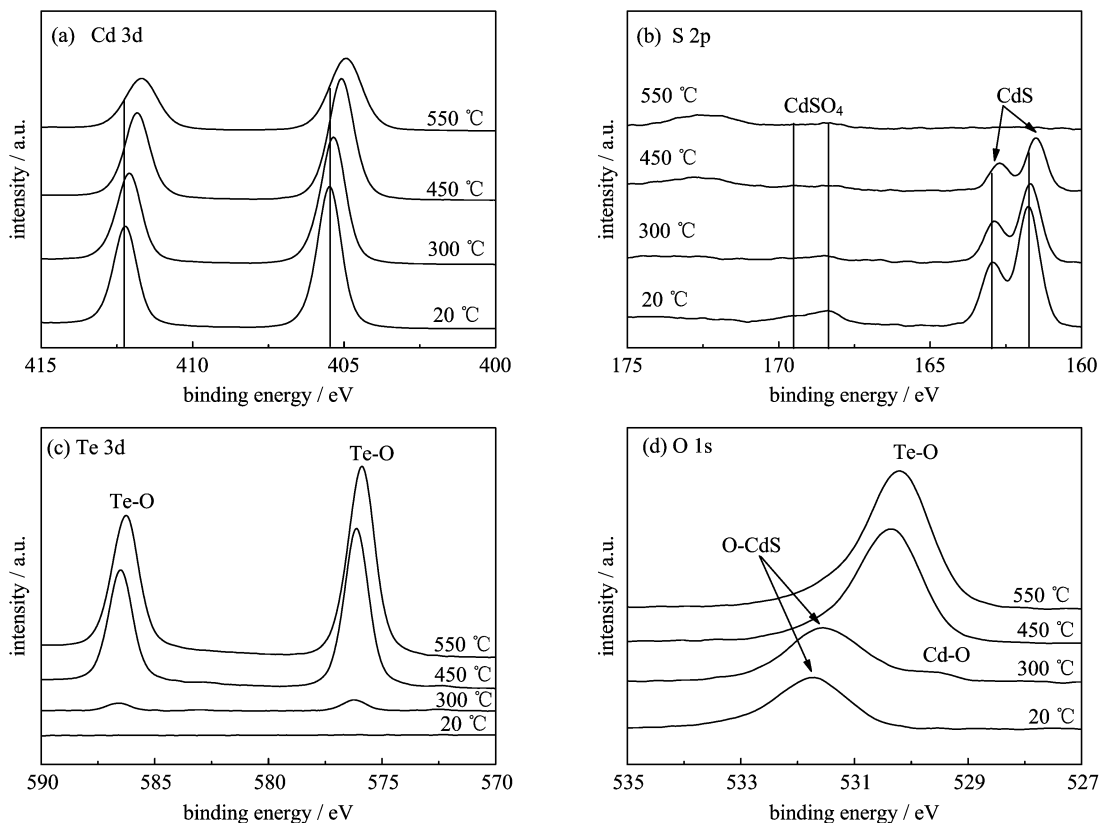 (a) Cd 3d
550 ℃
450 ℃
300 ℃
20 ℃
intensity / a.u.
415 410 405 400
binding energy / eV
(b) S 2p
550 ℃
CdSO₄
CdS
450 ℃
300 ℃
20 ℃
intensity / a.u.
175 170 165 160
binding energy / eV
(c) Te 3d
Te-O
Te-O
550 ℃
450 ℃
300 ℃
20 ℃
intensity / a.u.
590 585 580 575 570
binding energy / eV
(d) O 1s
Te-O
O-CdS
550 ℃
450 ℃
Cd-O
300 ℃
20 ℃
intensity / a.u.
535 533 531 529 527
binding energy / eV